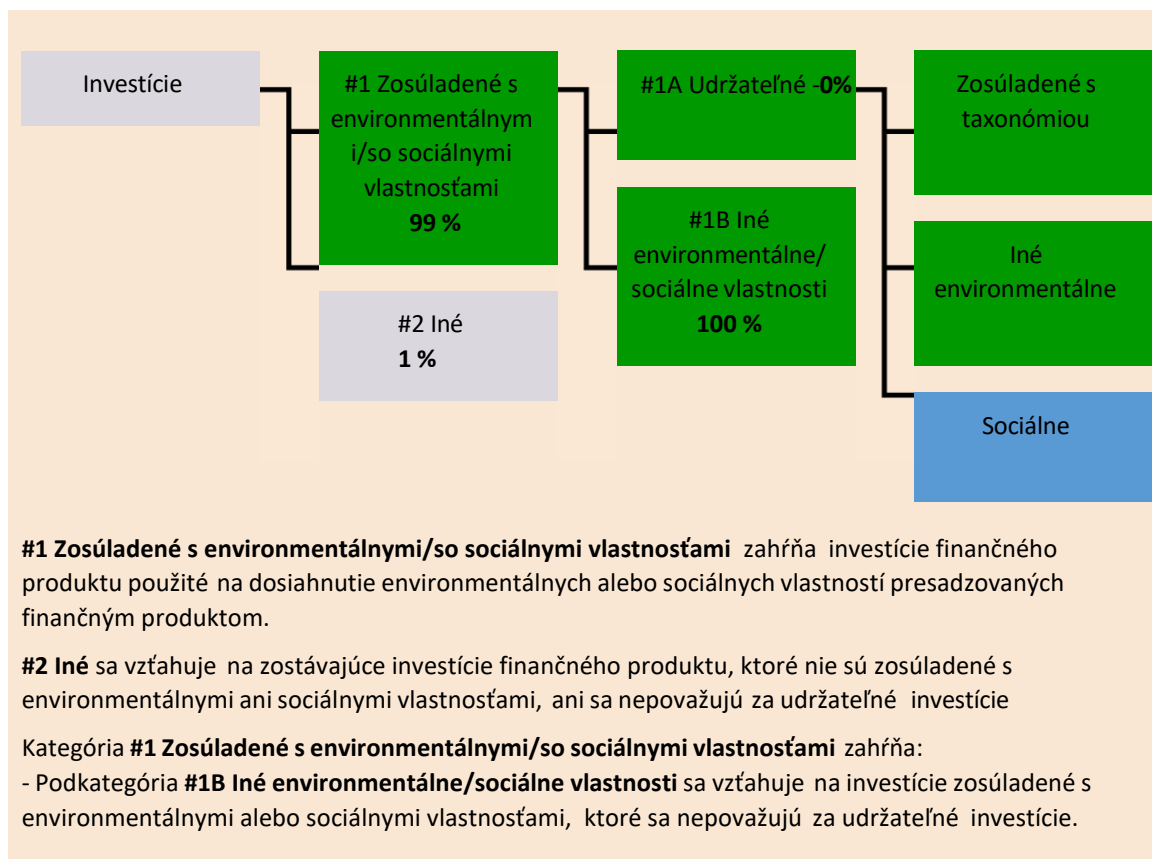 Investície
#1 Zosúladené s
environmentálnym
i/so sociálnymi
vlastnosťami
99 %
#2 Iné
1 %
#1A Udržateľné -0%
#1B Iné
environmentálne/
sociálne vlastnosti
100 %
Zosúladené s
taxonómiou
Iné
environmentálne
Sociálne
#1 Zosúladené s environmentálnymi/so sociálnymi vlastnosťami zahŕňa investície finančného
produktu použité na dosiahnutie environmentálnych alebo sociálnych vlastností presadzovaných
finančným produktom.
#2 Iné sa vzťahuje na zostávajúce investície finančného produktu, ktoré nie sú zosúladené s
environmentálnymi ani sociálnymi vlastnosťami, ani sa nepovažujú za udržateľné investície
Kategória #1 Zosúladené s environmentálnymi/so sociálnymi vlastnosťami zahŕňa:
- Podkategória #1B Iné environmentálne/sociálne vlastnosti sa vzťahuje na investície zosúladené s
environmentálnymi alebo sociálnymi vlastnosťami, ktoré sa nepovažujú za udržateľné investície.